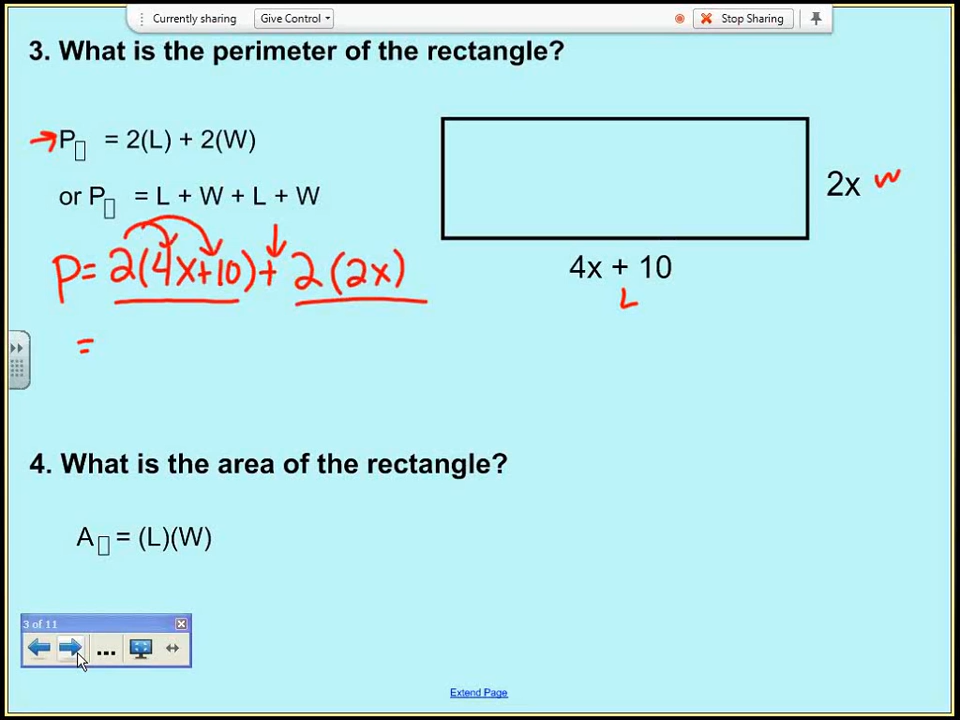 Currently sharing Give Control Stop Sharing
3. What is the perimeter of the rectangle?
P▯ = 2(L) + 2(W)
or P▯ = L + W + L + W
P = 2(4x+10) + 2(2x)
=
2x w
4x + 10
L
4. What is the area of the rectangle?
A▯ = (L)(W)
3 of 11
...
Extend Page